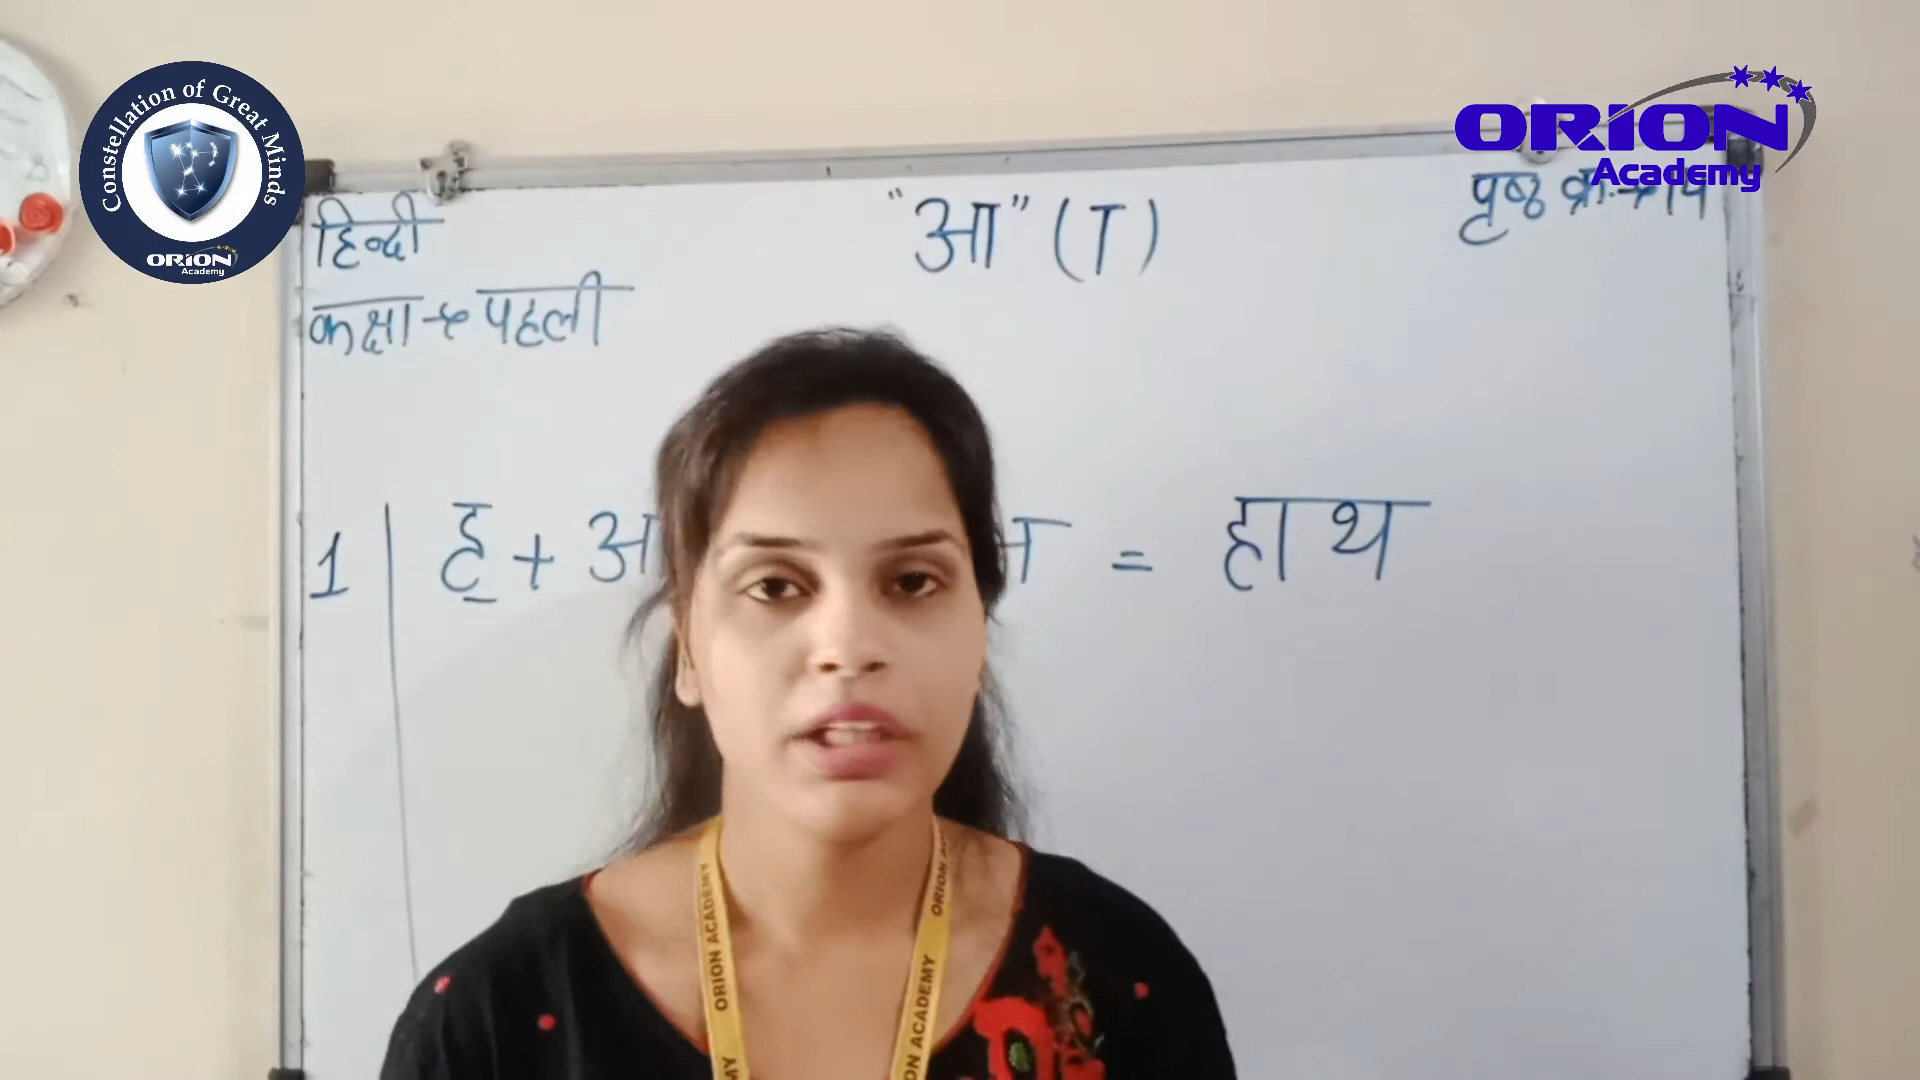 Constellation of Great Minds
ORION
Academy
ORION
Academy
हिन्दी
"आ" (ा)
पृष्ठ
कक्षा → पहली
1 ह् + = हाथ
ORION ACADEMY
ORION ACADEMY